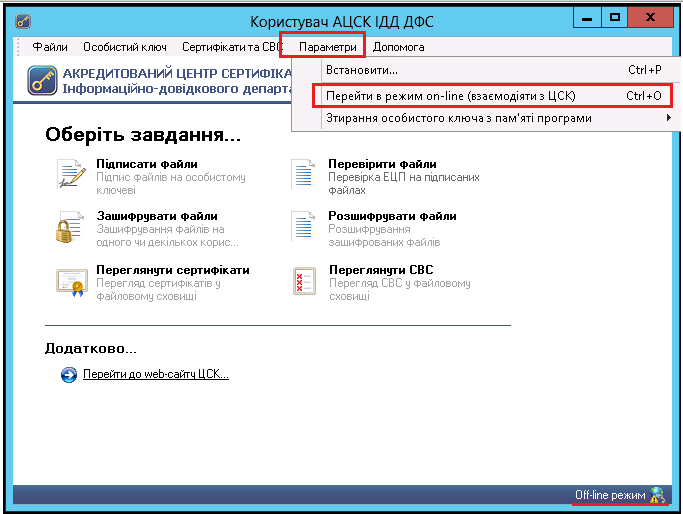 Користувач АЦСК ІДД ДФС
Файли Особистий ключ Сертифікати та СВС Параметри Допомога
АКРЕДИТОВАНИЙ ЦЕНТР СЕРТИФІКА
Інформаційно-довідкового департа
Встановити... Ctrl+P
Перейти в режим on-line (взаємодіяти з ЦСК) Ctrl+O
Зтирання особистого ключа з пам'яті програми
Оберіть завдання...
Підписати файли
Підпис файлів на особистому
ключеві
Перевірити файли
Перевірка ЕЦП на підписаних
файлах
Зашифрувати файли
Зашифрування файлів на
одного чи декількох корис...
Розшифрувати файли
Розшифрування
зашифрованих файлів
Переглянути сертифікати
Перегляд сертифікатів у
файловому сховищі
Переглянути СВС
Перегляд СВС у файловому
сховищі
Додатково...
Перейти до web-сайту ЦСК...
Off-line режим